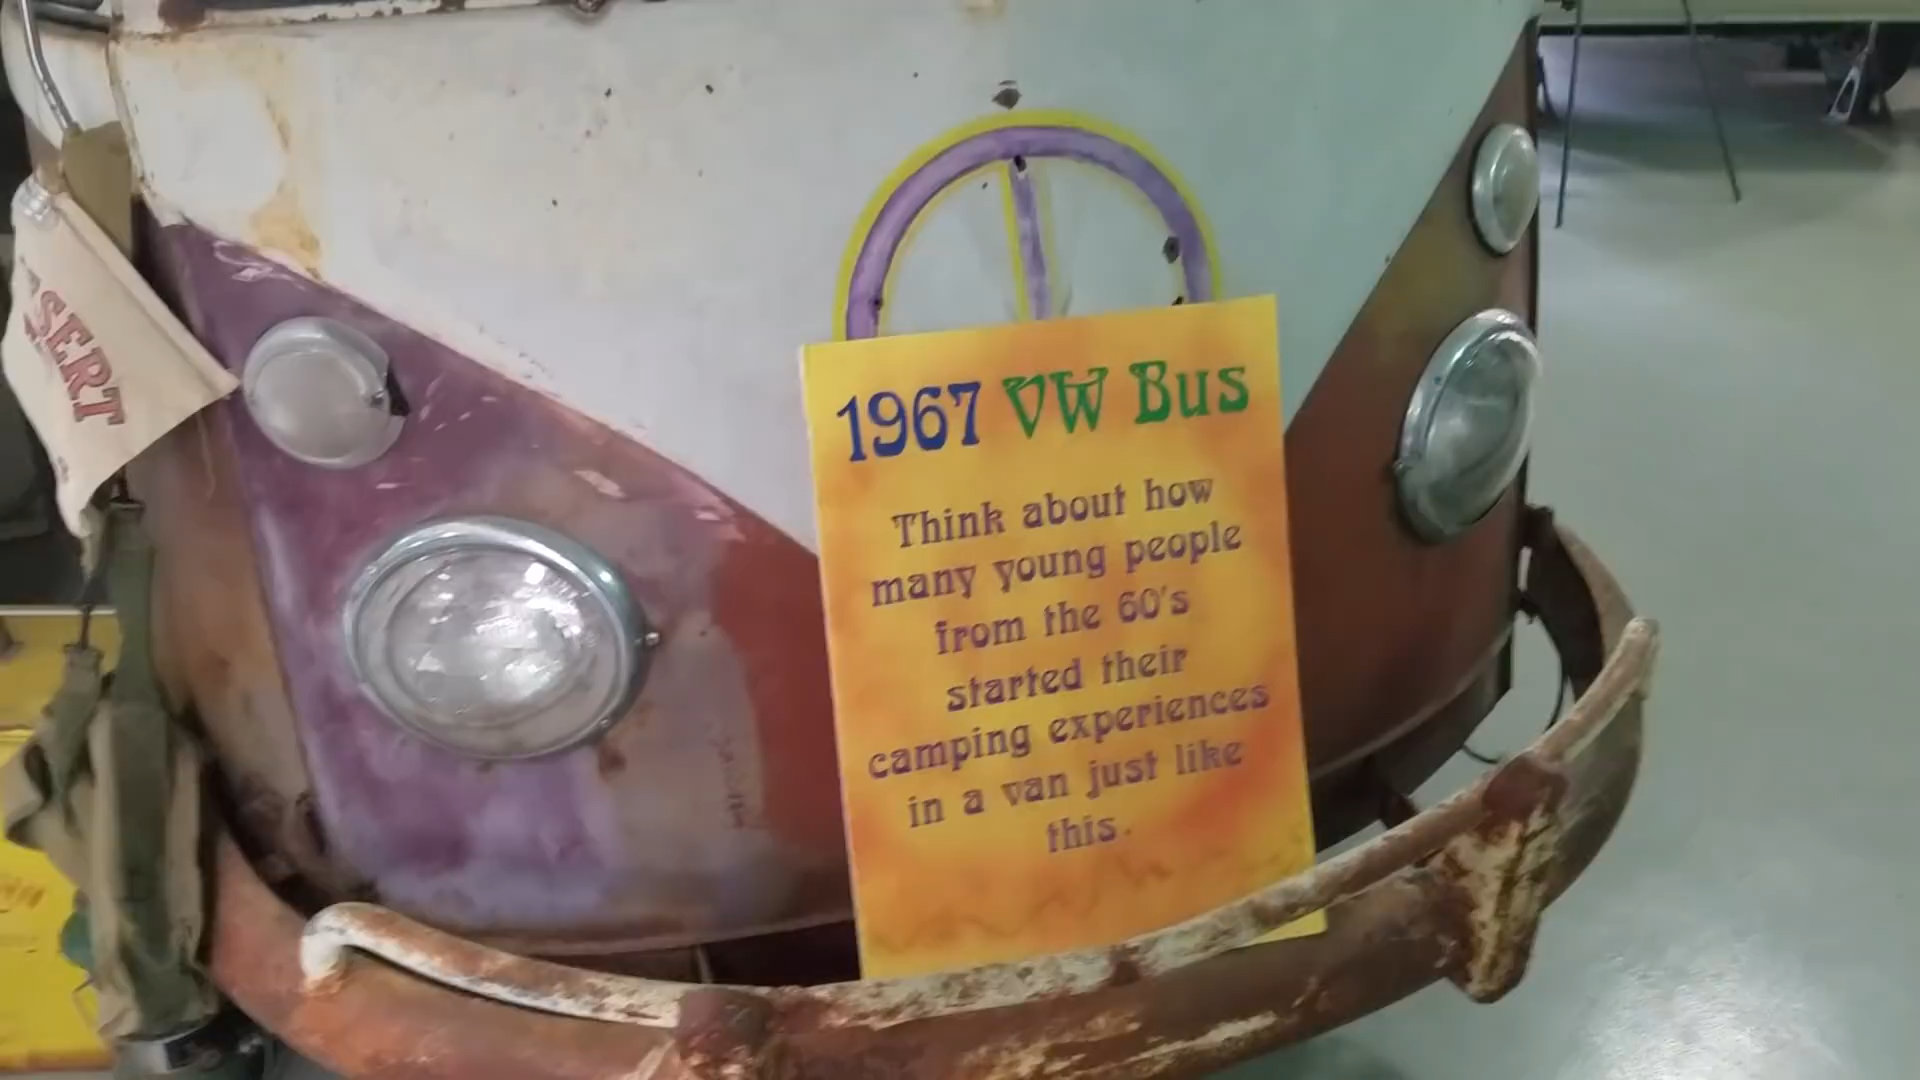 SERT
1967 VW Bus
Think about how
many young people
from the 60's
started their
camping experiences
in a van just like
this.